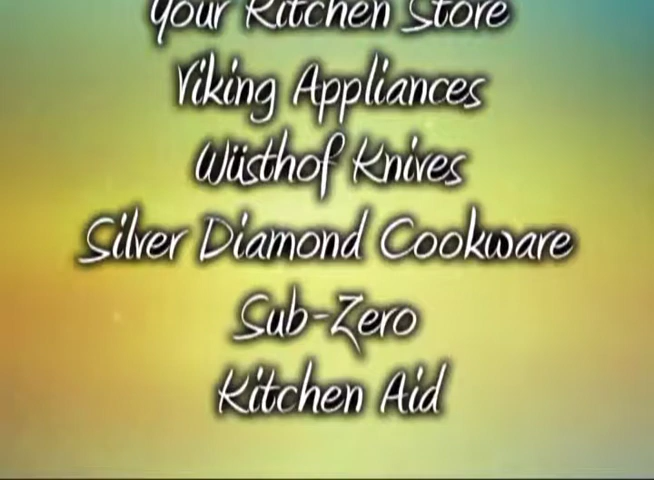 Your Kitchen Store
Viking Appliances
Wüsthof Knives
Silver Diamond Cookware
Sub-Zero
Kitchen Aid